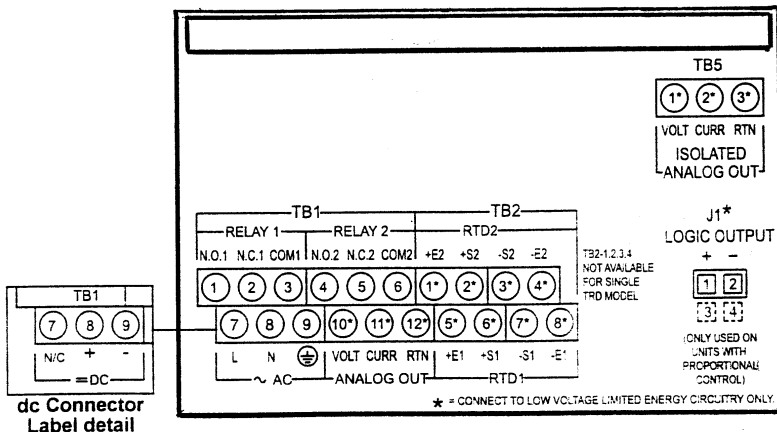 TB5
1* 2* 3*
VOLT CURR RTN
ISOLATED
ANALOG OUT
TB1 TB2
RELAY 1 RELAY 2 RTD2
N.O.1 N.C.1 COM1 N.O.2 N.C.2 COM2 +E2 +S2 -S2 -E2
1 2 3 4 5 6 1* 2* 3* 4*
TB2-1,2,3,4
NOT AVAILABLE
FOR SINGLE
TRD MODEL
J1*
LOGIC OUTPUT
+ -
1 2
3 4
(ONLY USED ON
UNITS WITH
PROPORTIONAL
CONTROL)
7 8 9 10* 11* 12* 5* 6* 7* 8*
L N VOLT CURR RTN +E1 +S1 -S1 -E1
~ AC ANALOG OUT RTD1
* = CONNECT TO LOW VOLTAGE LIMITED ENERGY CIRCUITRY ONLY.
TB1
7 8 9
N/C + -
=DC
dc Connector
Label detail